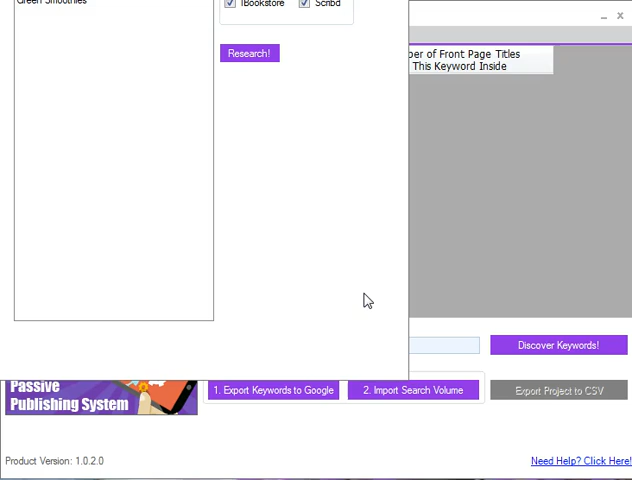 Green Smoothies
iBookstore
Scribd
Research!
ber of Front Page Titles
This Keyword Inside
Discover Keywords!
Passive
Publishing System
1. Export Keywords to Google
2. Import Search Volume
Export Project to CSV
Product Version: 1.0.2.0
Need Help? Click Here!